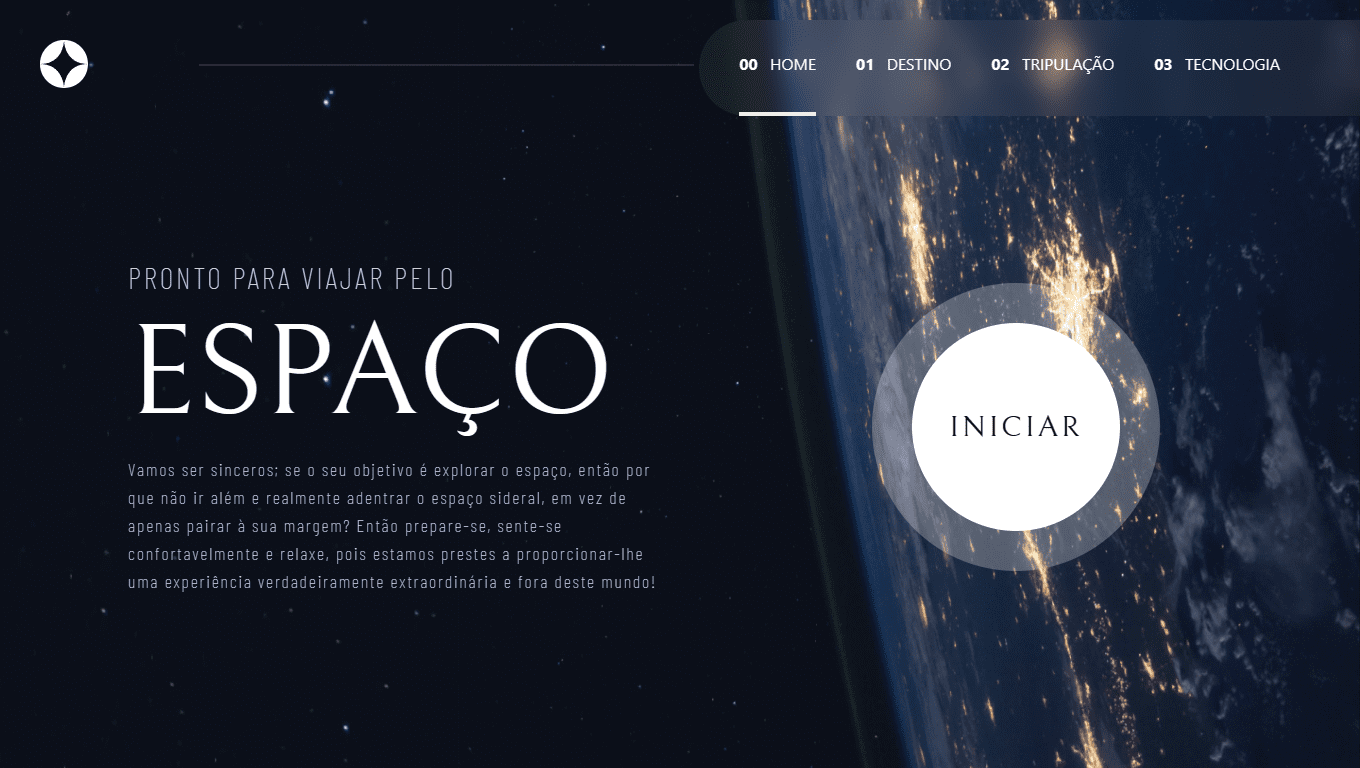 00 HOME 01 DESTINO 02 TRIPULAÇÃO 03 TECNOLOGIA
PRONTO PARA VIAJAR PELO
ESPAÇO
Vamos ser sinceros; se o seu objetivo é explorar o espaço, então por
que não ir além e realmente adentrar o espaço sideral, em vez de
apenas pairar à sua margem? Então prepare-se, sente-se
confortavelmente e relaxe, pois estamos prestes a proporcionar-lhe
uma experiência verdadeiramente extraordinária e fora deste mundo!
INICIAR